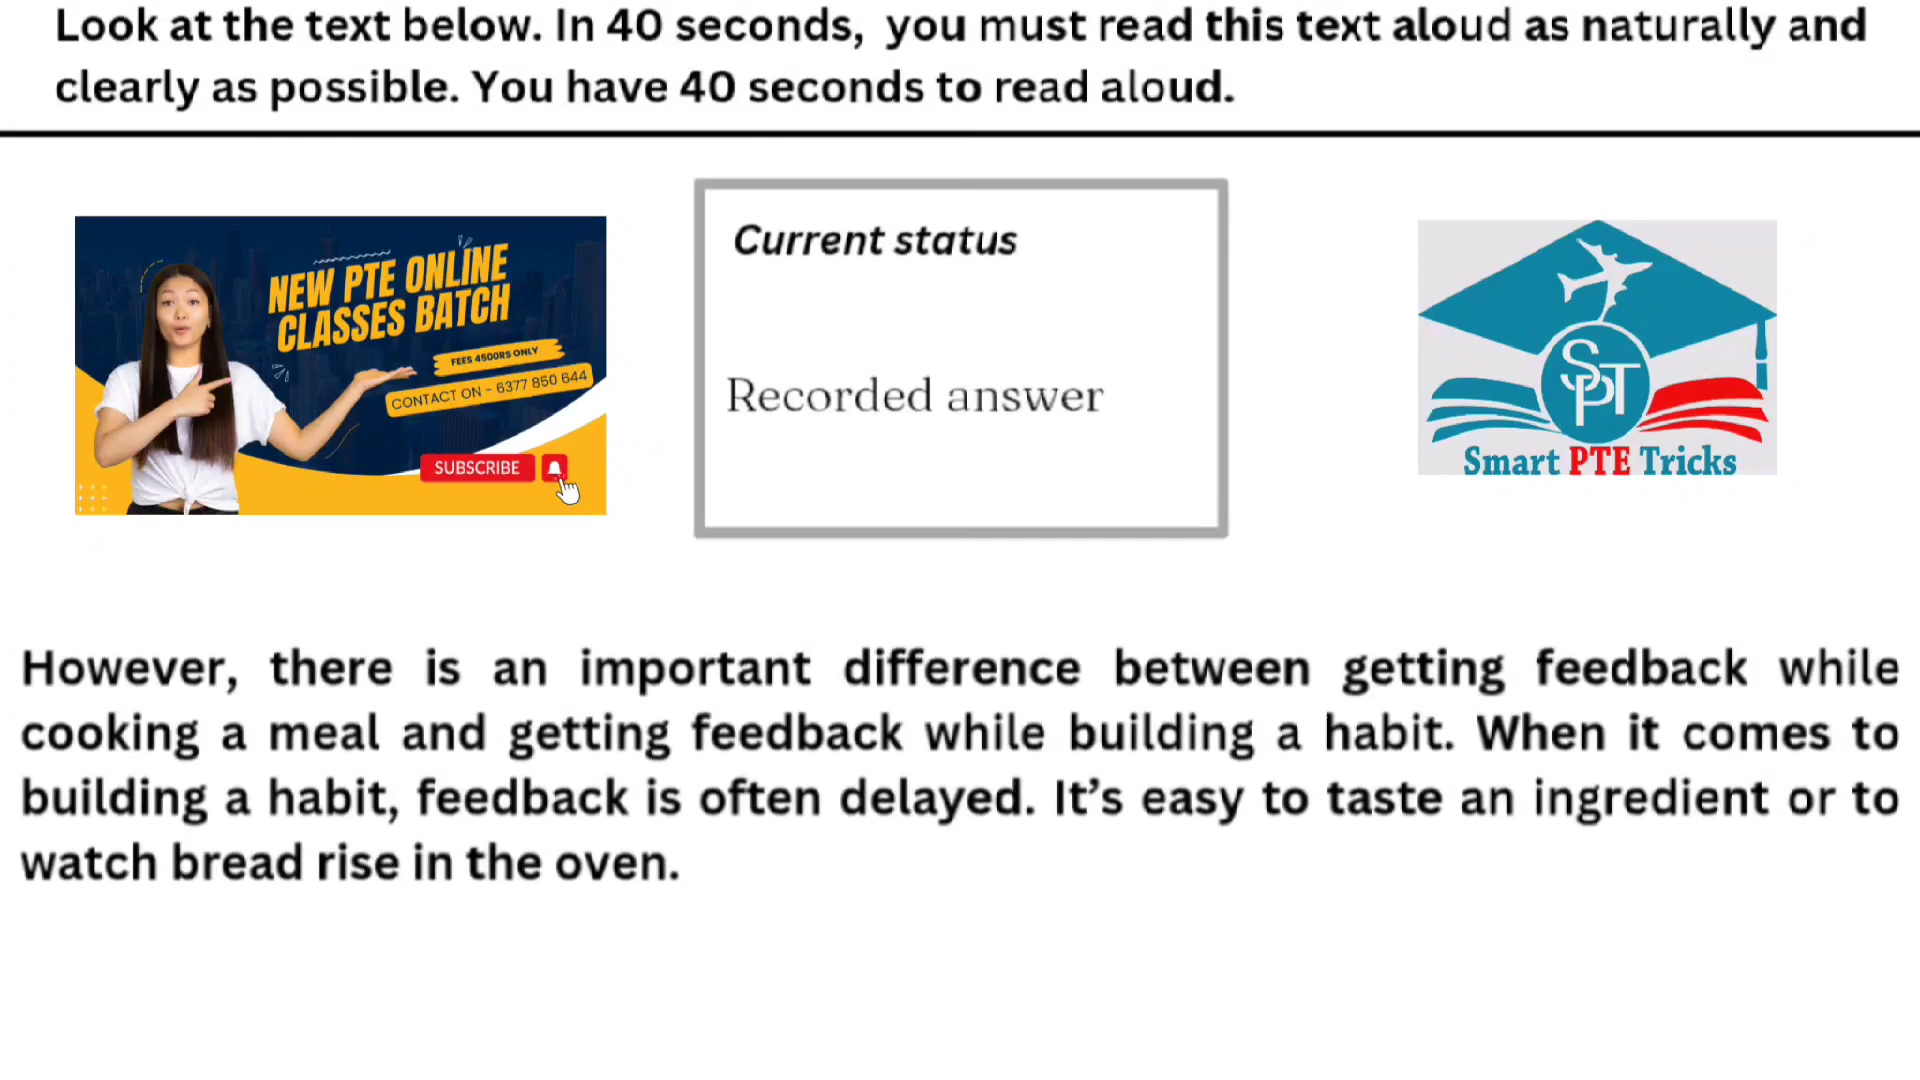 Look at the text below. In 40 seconds, you must read this text aloud as naturally and
clearly as possible. You have 40 seconds to read aloud.
NEW PTE ONLINE
CLASSES BATCH
FEES 4500RS ONLY
CONTACT ON - 6377 850 644
SUBSCRIBE
Current status
Recorded answer
SPT
Smart PTE Tricks
However, there is an important difference between getting feedback while
cooking a meal and getting feedback while building a habit. When it comes to
building a habit, feedback is often delayed. It’s easy to taste an ingredient or to
watch bread rise in the oven.